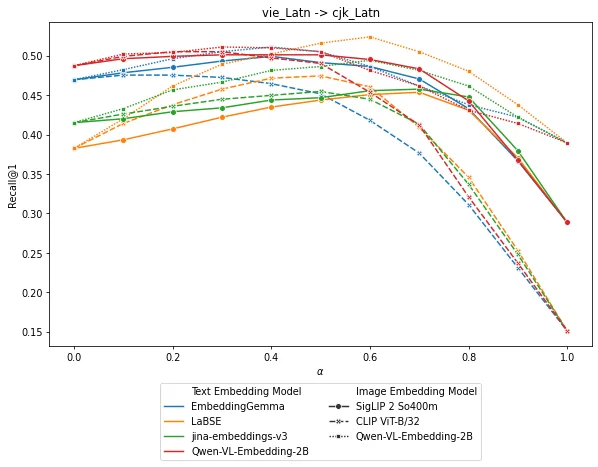 vie_Latn -> cjk_Latn
Recall@1
0.50
0.45
0.40
0.35
0.30
0.25
0.20
0.15
0.0 0.2 0.4 0.6 0.8 1.0
α
Text Embedding Model
EmbeddingGemma
LaBSE
jina-embeddings-v3
Qwen-VL-Embedding-2B
Image Embedding Model
SigLIP 2 So400m
CLIP ViT-B/32
Qwen-VL-Embedding-2B